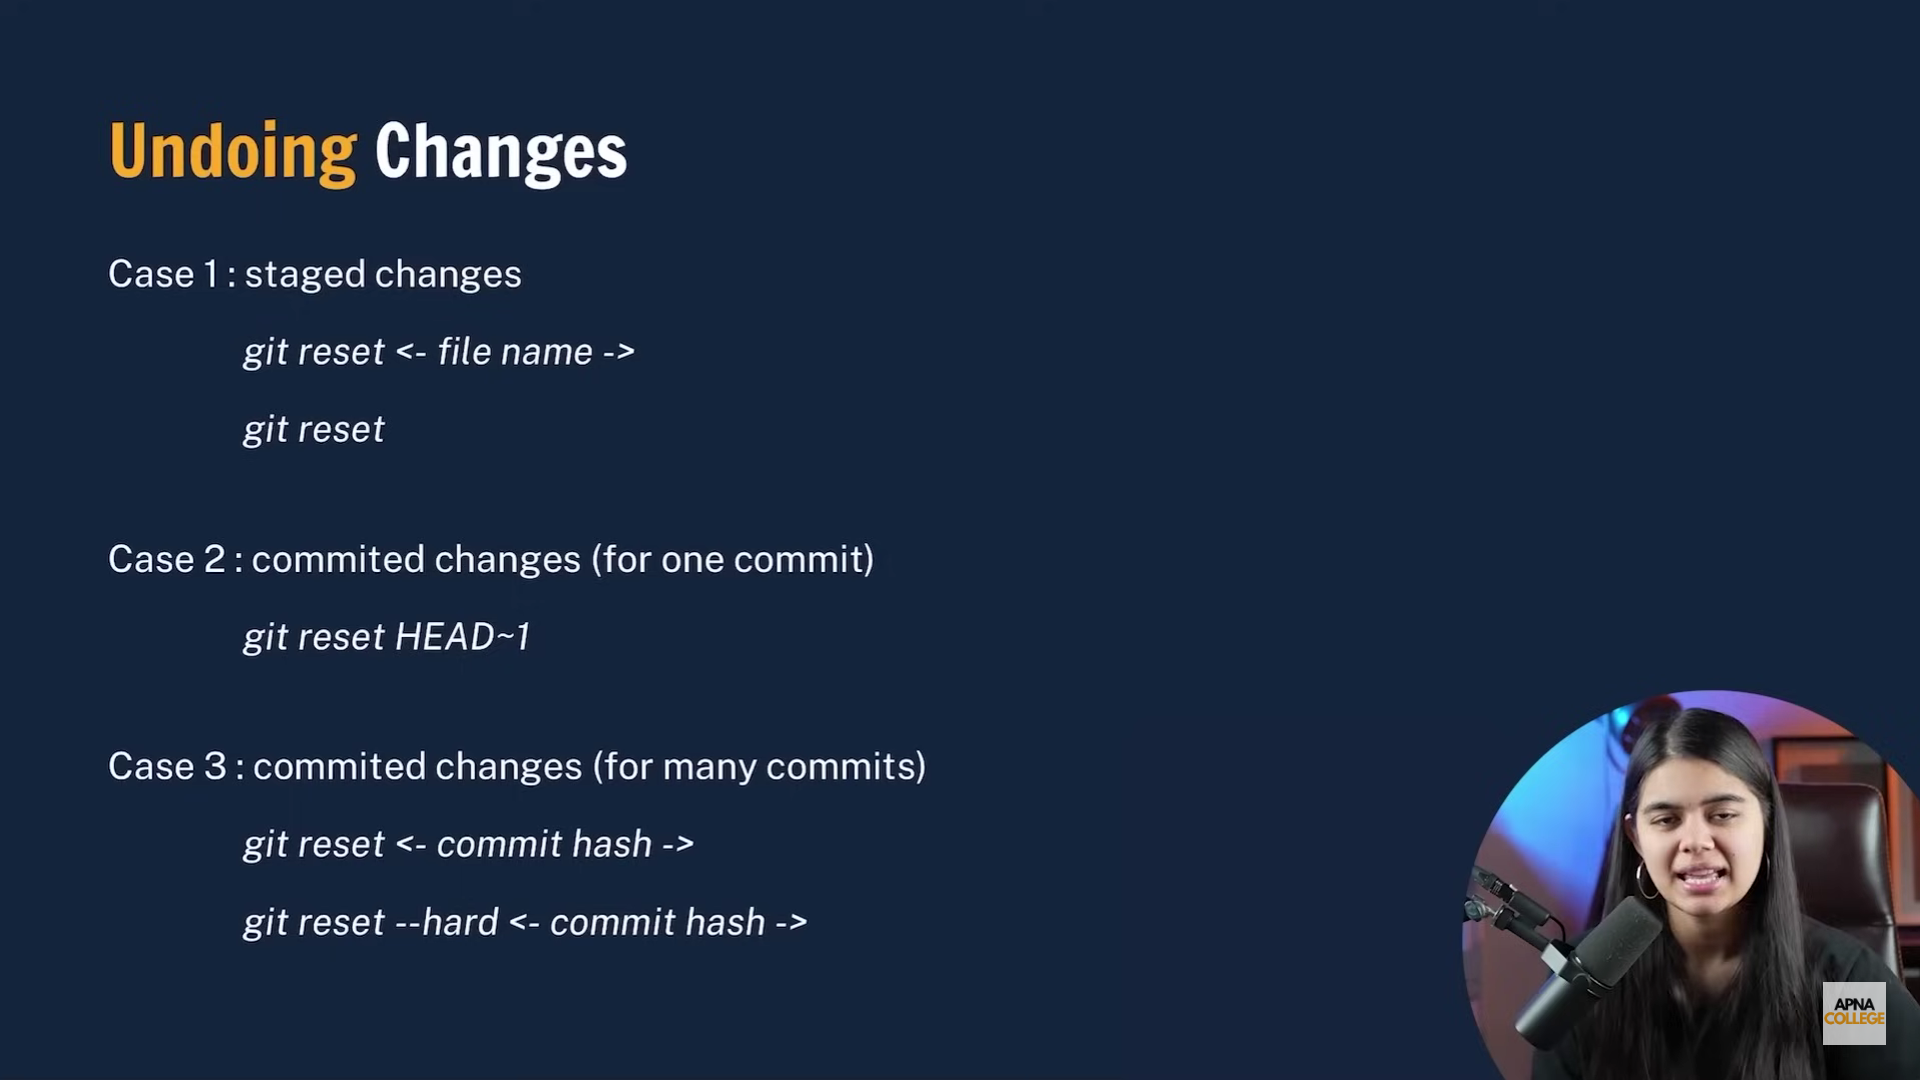 Undoing Changes
Case 1 : staged changes
git reset <- file name ->
git reset
Case 2 : commited changes (for one commit)
git reset HEAD~1
Case 3 : commited changes (for many commits)
git reset <- commit hash ->
git reset --hard <- commit hash ->
APNA
COLLEGE